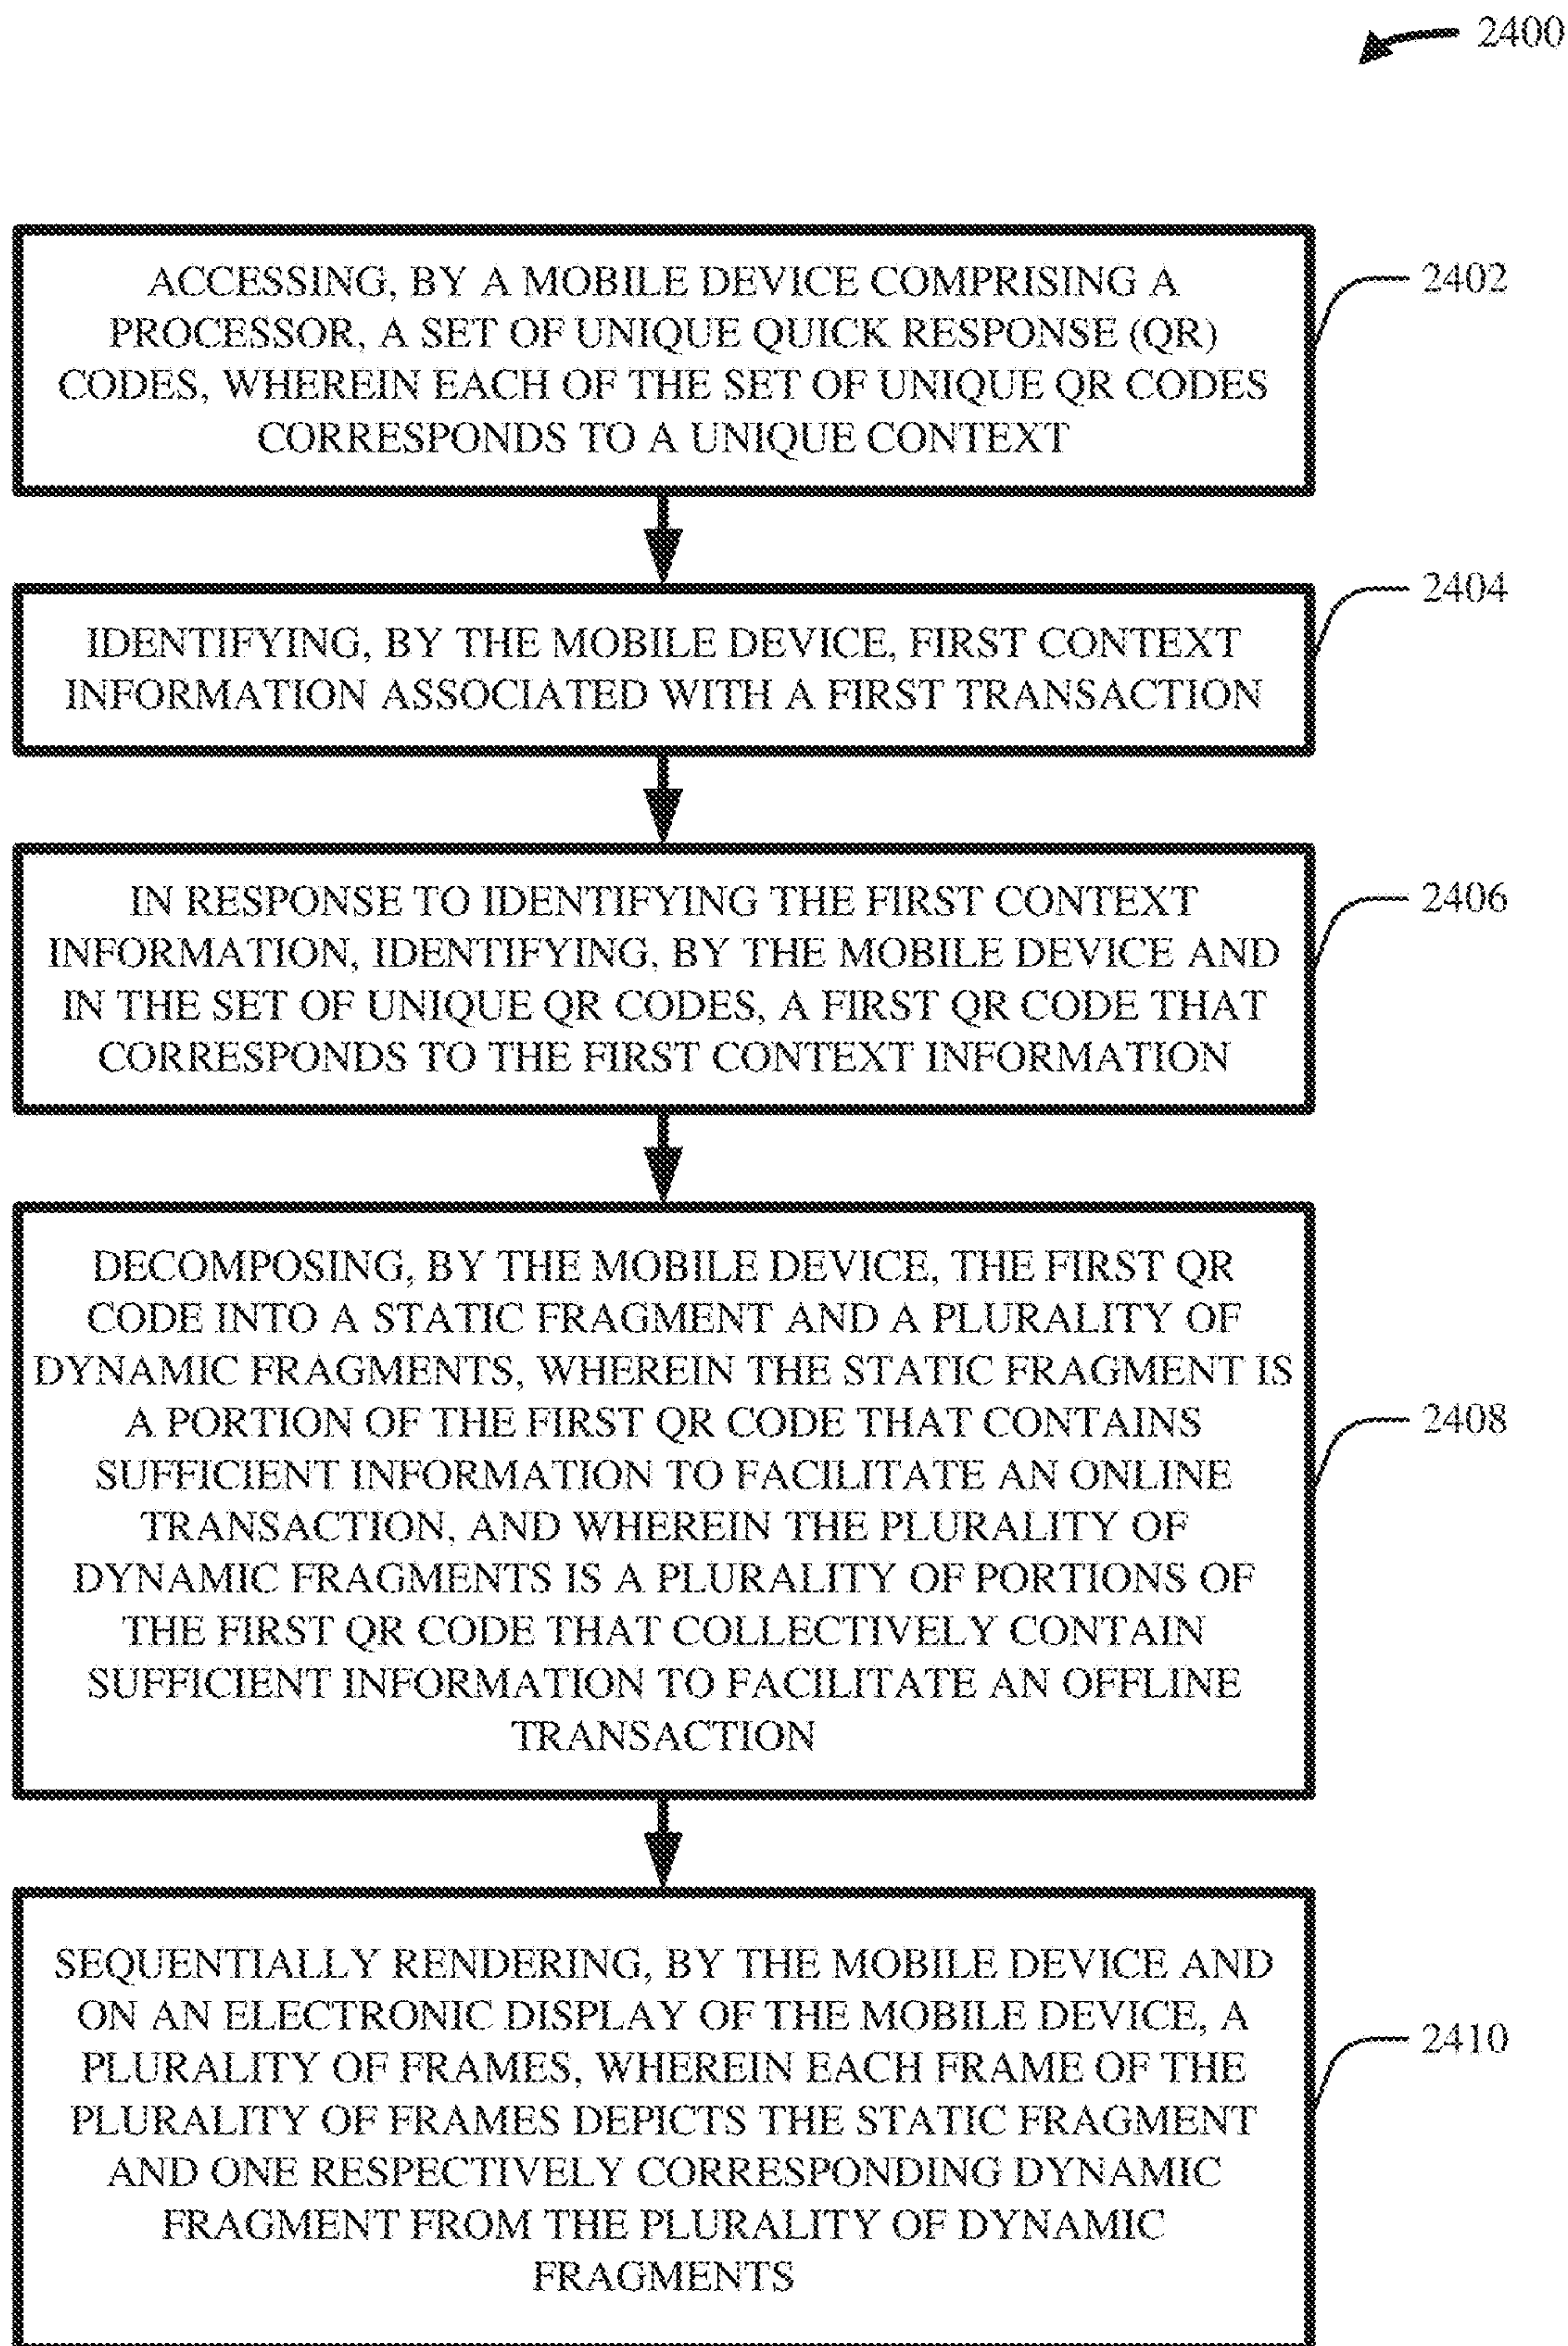 2400
ACCESSING, BY A MOBILE DEVICE COMPRISING A
PROCESSOR, A SET OF UNIQUE QUICK RESPONSE (QR)
CODES, WHEREIN EACH OF THE SET OF UNIQUE QR CODES
CORRESPONDS TO A UNIQUE CONTEXT
2402
IDENTIFYING, BY THE MOBILE DEVICE, FIRST CONTEXT
INFORMATION ASSOCIATED WITH A FIRST TRANSACTION
2404
IN RESPONSE TO IDENTIFYING THE FIRST CONTEXT
INFORMATION, IDENTIFYING, BY THE MOBILE DEVICE AND
IN THE SET OF UNIQUE QR CODES, A FIRST QR CODE THAT
CORRESPONDS TO THE FIRST CONTEXT INFORMATION
2406
DECOMPOSING, BY THE MOBILE DEVICE, THE FIRST QR
CODE INTO A STATIC FRAGMENT AND A PLURALITY OF
DYNAMIC FRAGMENTS, WHEREIN THE STATIC FRAGMENT IS
A PORTION OF THE FIRST QR CODE THAT CONTAINS
SUFFICIENT INFORMATION TO FACILITATE AN ONLINE
TRANSACTION, AND WHEREIN THE PLURALITY OF
DYNAMIC FRAGMENTS IS A PLURALITY OF PORTIONS OF
THE FIRST QR CODE THAT COLLECTIVELY CONTAIN
SUFFICIENT INFORMATION TO FACILITATE AN OFFLINE
TRANSACTION
2408
SEQUENTIALLY RENDERING, BY THE MOBILE DEVICE AND
ON AN ELECTRONIC DISPLAY OF THE MOBILE DEVICE, A
PLURALITY OF FRAMES, WHEREIN EACH FRAME OF THE
PLURALITY OF FRAMES DEPICTS THE STATIC FRAGMENT
AND ONE RESPECTIVELY CORRESPONDING DYNAMIC
FRAGMENT FROM THE PLURALITY OF DYNAMIC
FRAGMENTS
2410